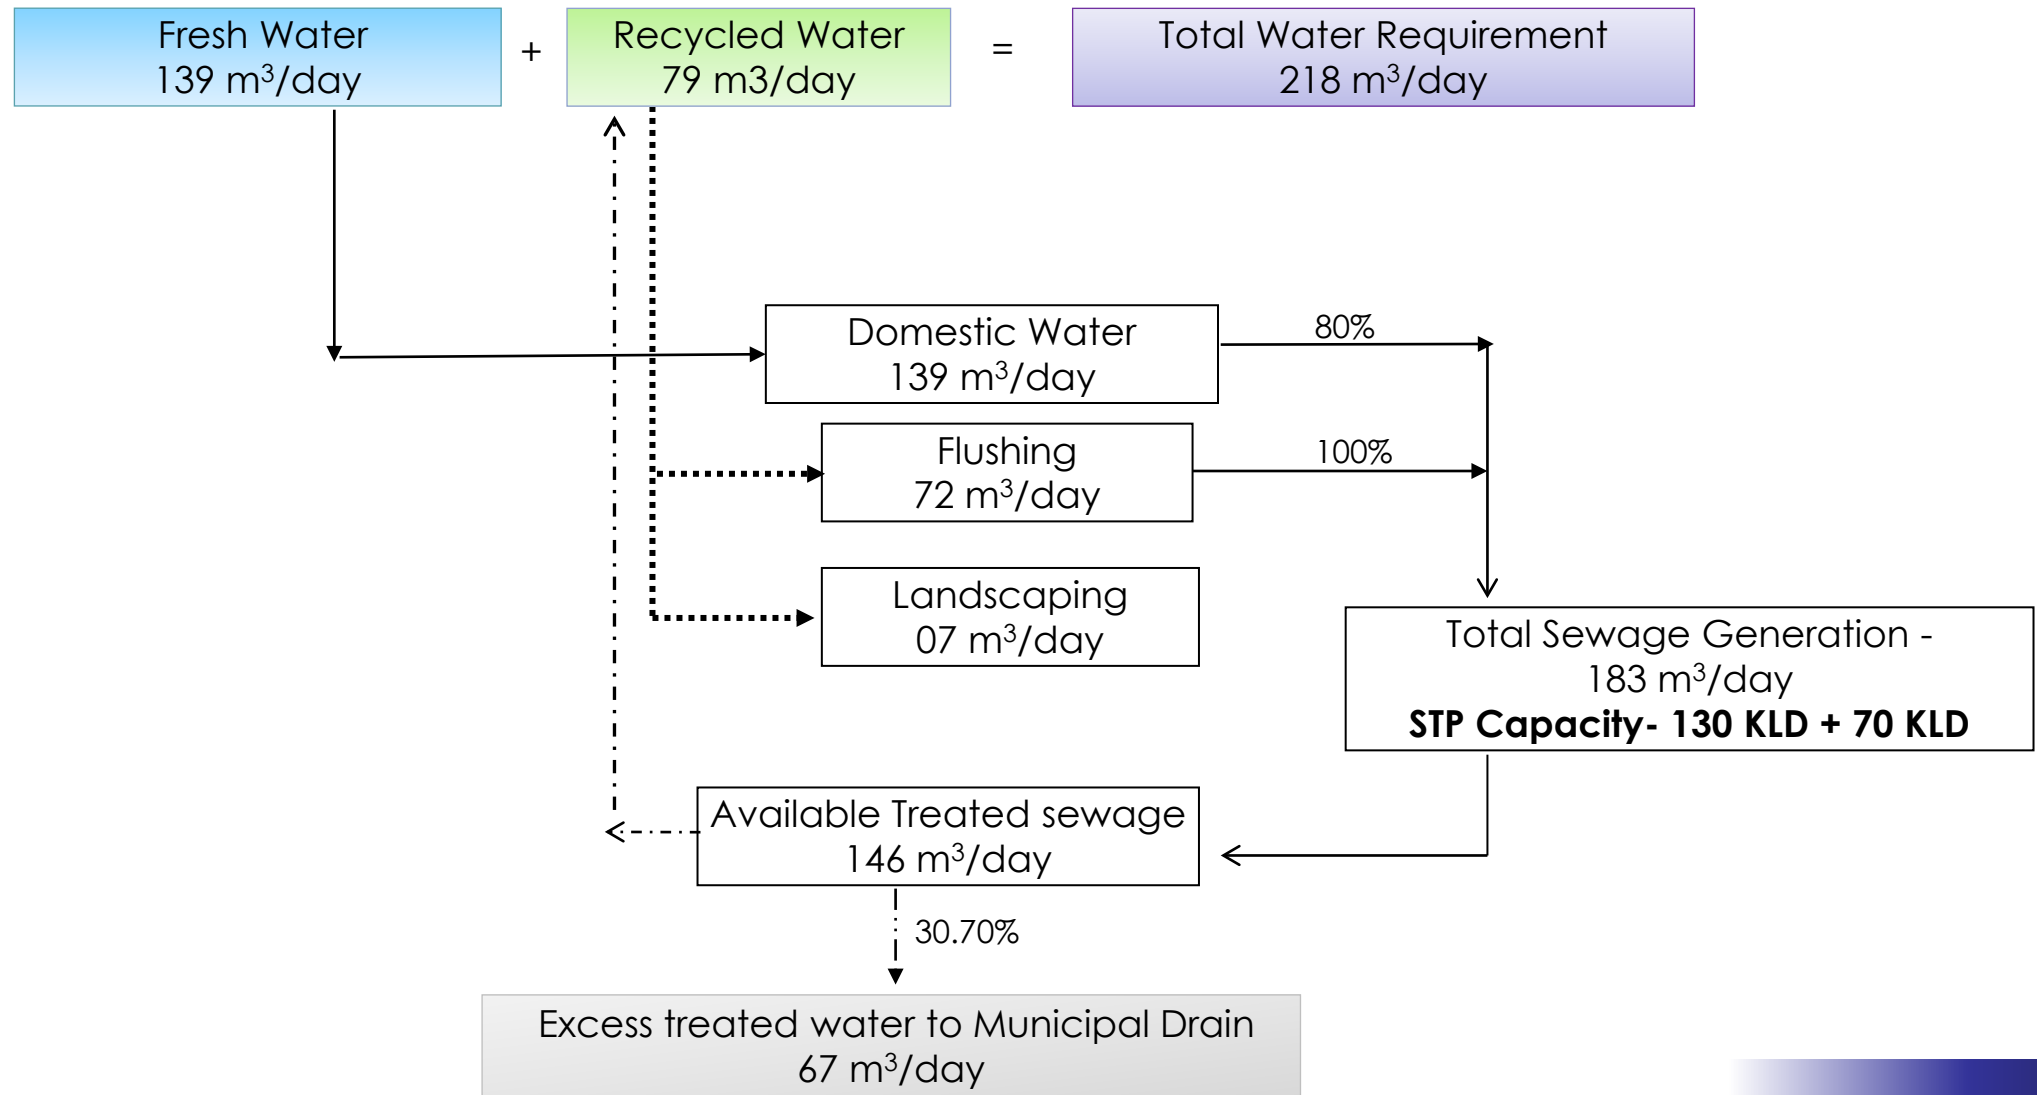 Fresh Water
139 m³/day
+
Recycled Water
79 m3/day
=
Total Water Requirement
218 m³/day
Domestic Water
139 m³/day
80%
Flushing
72 m³/day
100%
Landscaping
07 m³/day
Total Sewage Generation -
183 m³/day
STP Capacity- 130 KLD + 70 KLD
Available Treated sewage
146 m³/day
30.70%
Excess treated water to Municipal Drain
67 m³/day